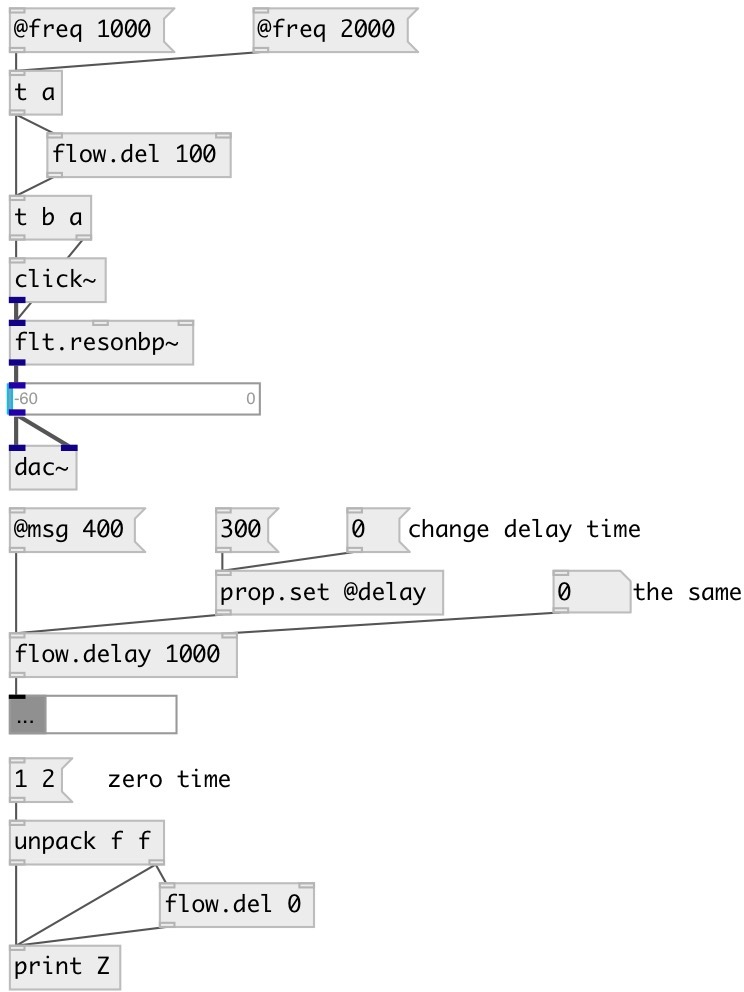 @freq 1000
@freq 2000
t a
flow.del 100
t b a
click~
flt.resonbp~
-60 0
dac~
@msg 400
300
0
change delay time
prop.set @delay
0
the same
flow.delay 1000
...
1 2
zero time
unpack f f
flow.del 0
print Z